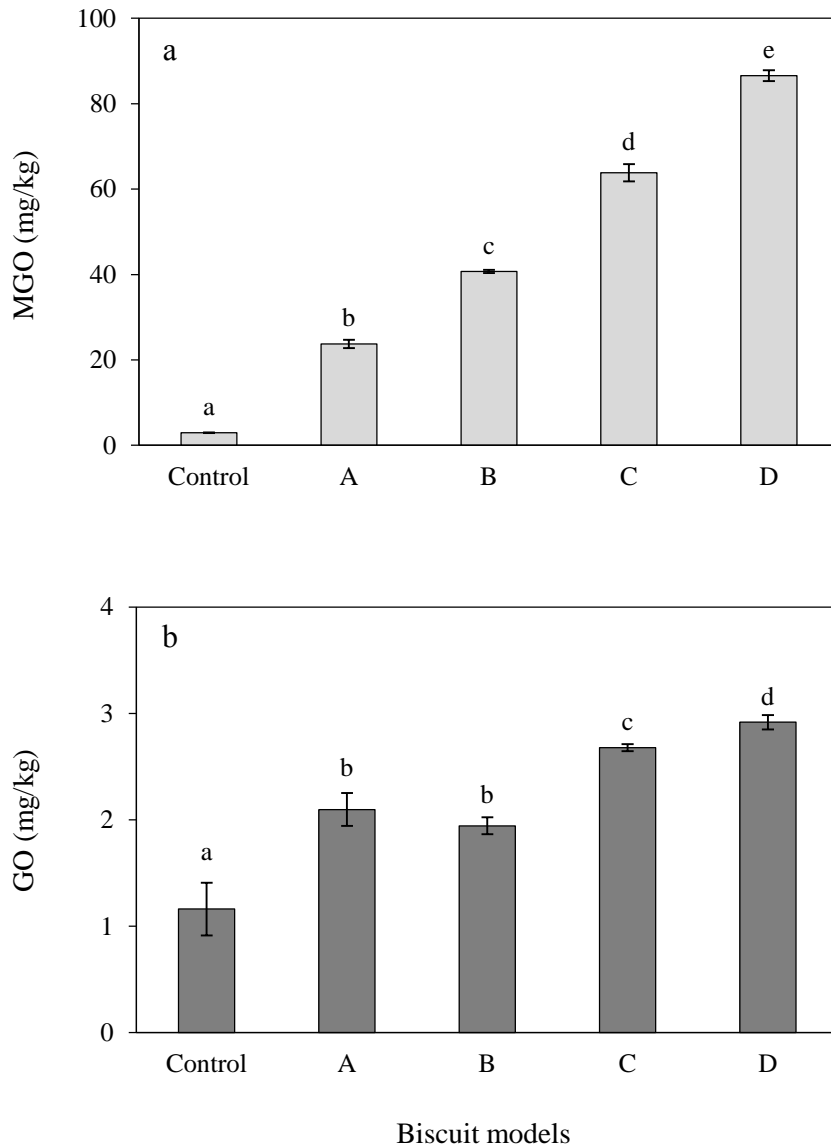 100
a
e
80
d
60
c
40
b
20
a
0
MGO (mg/kg)
Control A B C D
4
b
3
d
c
b
b
2
a
1
0
GO (mg/kg)
Control A B C D
Biscuit models